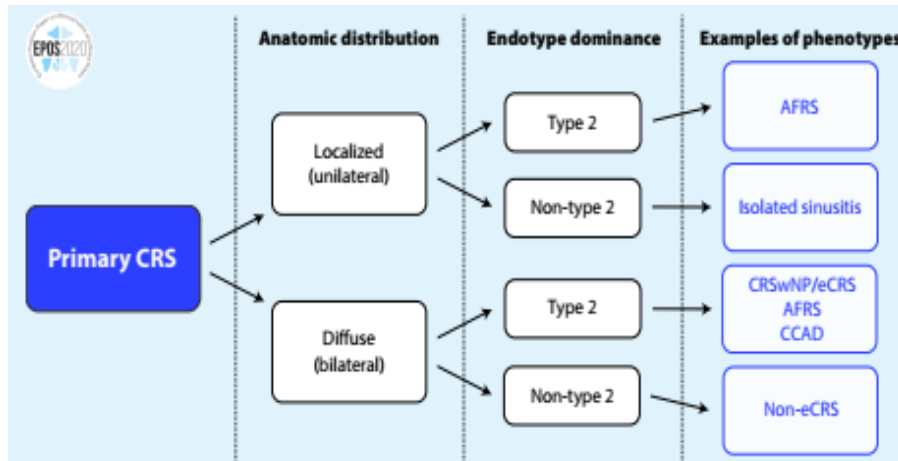 EPOS2020
Anatomic distribution
Endotype dominance
Examples of phenotypes
Primary CRS
Localized
(unilateral)
Type 2
AFRS
Non-type 2
Isolated sinusitis
Diffuse
(bilateral)
Type 2
CRSwNP/eCRS
AFRS
CCAD
Non-type 2
Non-eCRS